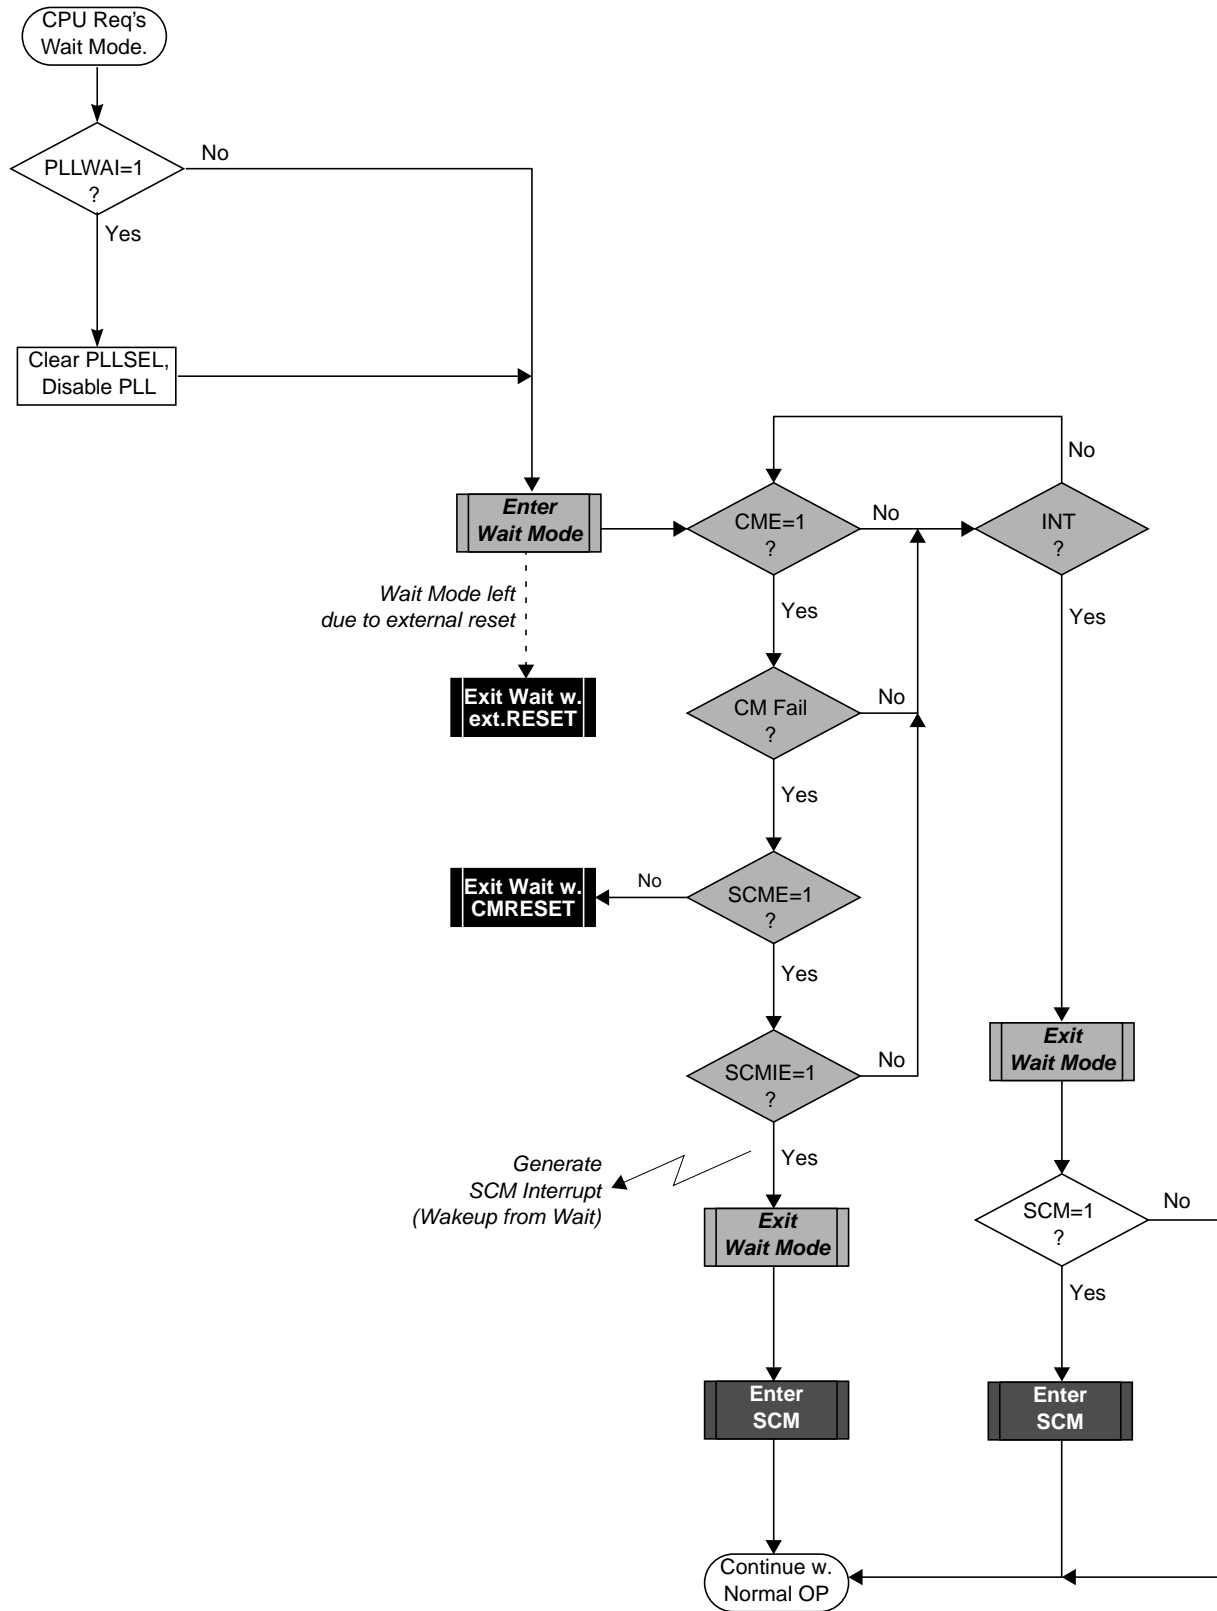 CPU Req's
Wait Mode.
PLLWAI=1
?
No
Yes
Clear PLLSEL,
Disable PLL
Enter
Wait Mode
Wait Mode left
due to external reset
Exit Wait w.
ext.RESET
CME=1
?
No
Yes
INT
?
No
Yes
CM Fail
?
No
Yes
SCME=1
?
No
Exit Wait w.
CMRESET
Yes
SCMIE=1
?
No
Yes
Generate
SCM Interrupt
(Wakeup from Wait)
Exit
Wait Mode
Enter
SCM
Exit
Wait Mode
SCM=1
?
No
Yes
Enter
SCM
Continue w.
Normal OP